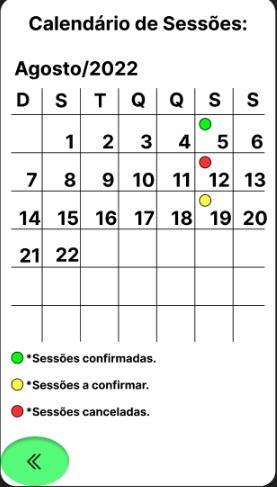 Calendário de Sessões:
Agosto/2022
D S T Q Q S S
1 2 3 4 5 6
7 8 9 10 11 12 13
14 15 16 17 18 19 20
21 22
*Sessões confirmadas.
*Sessões a confirmar.
*Sessões canceladas.